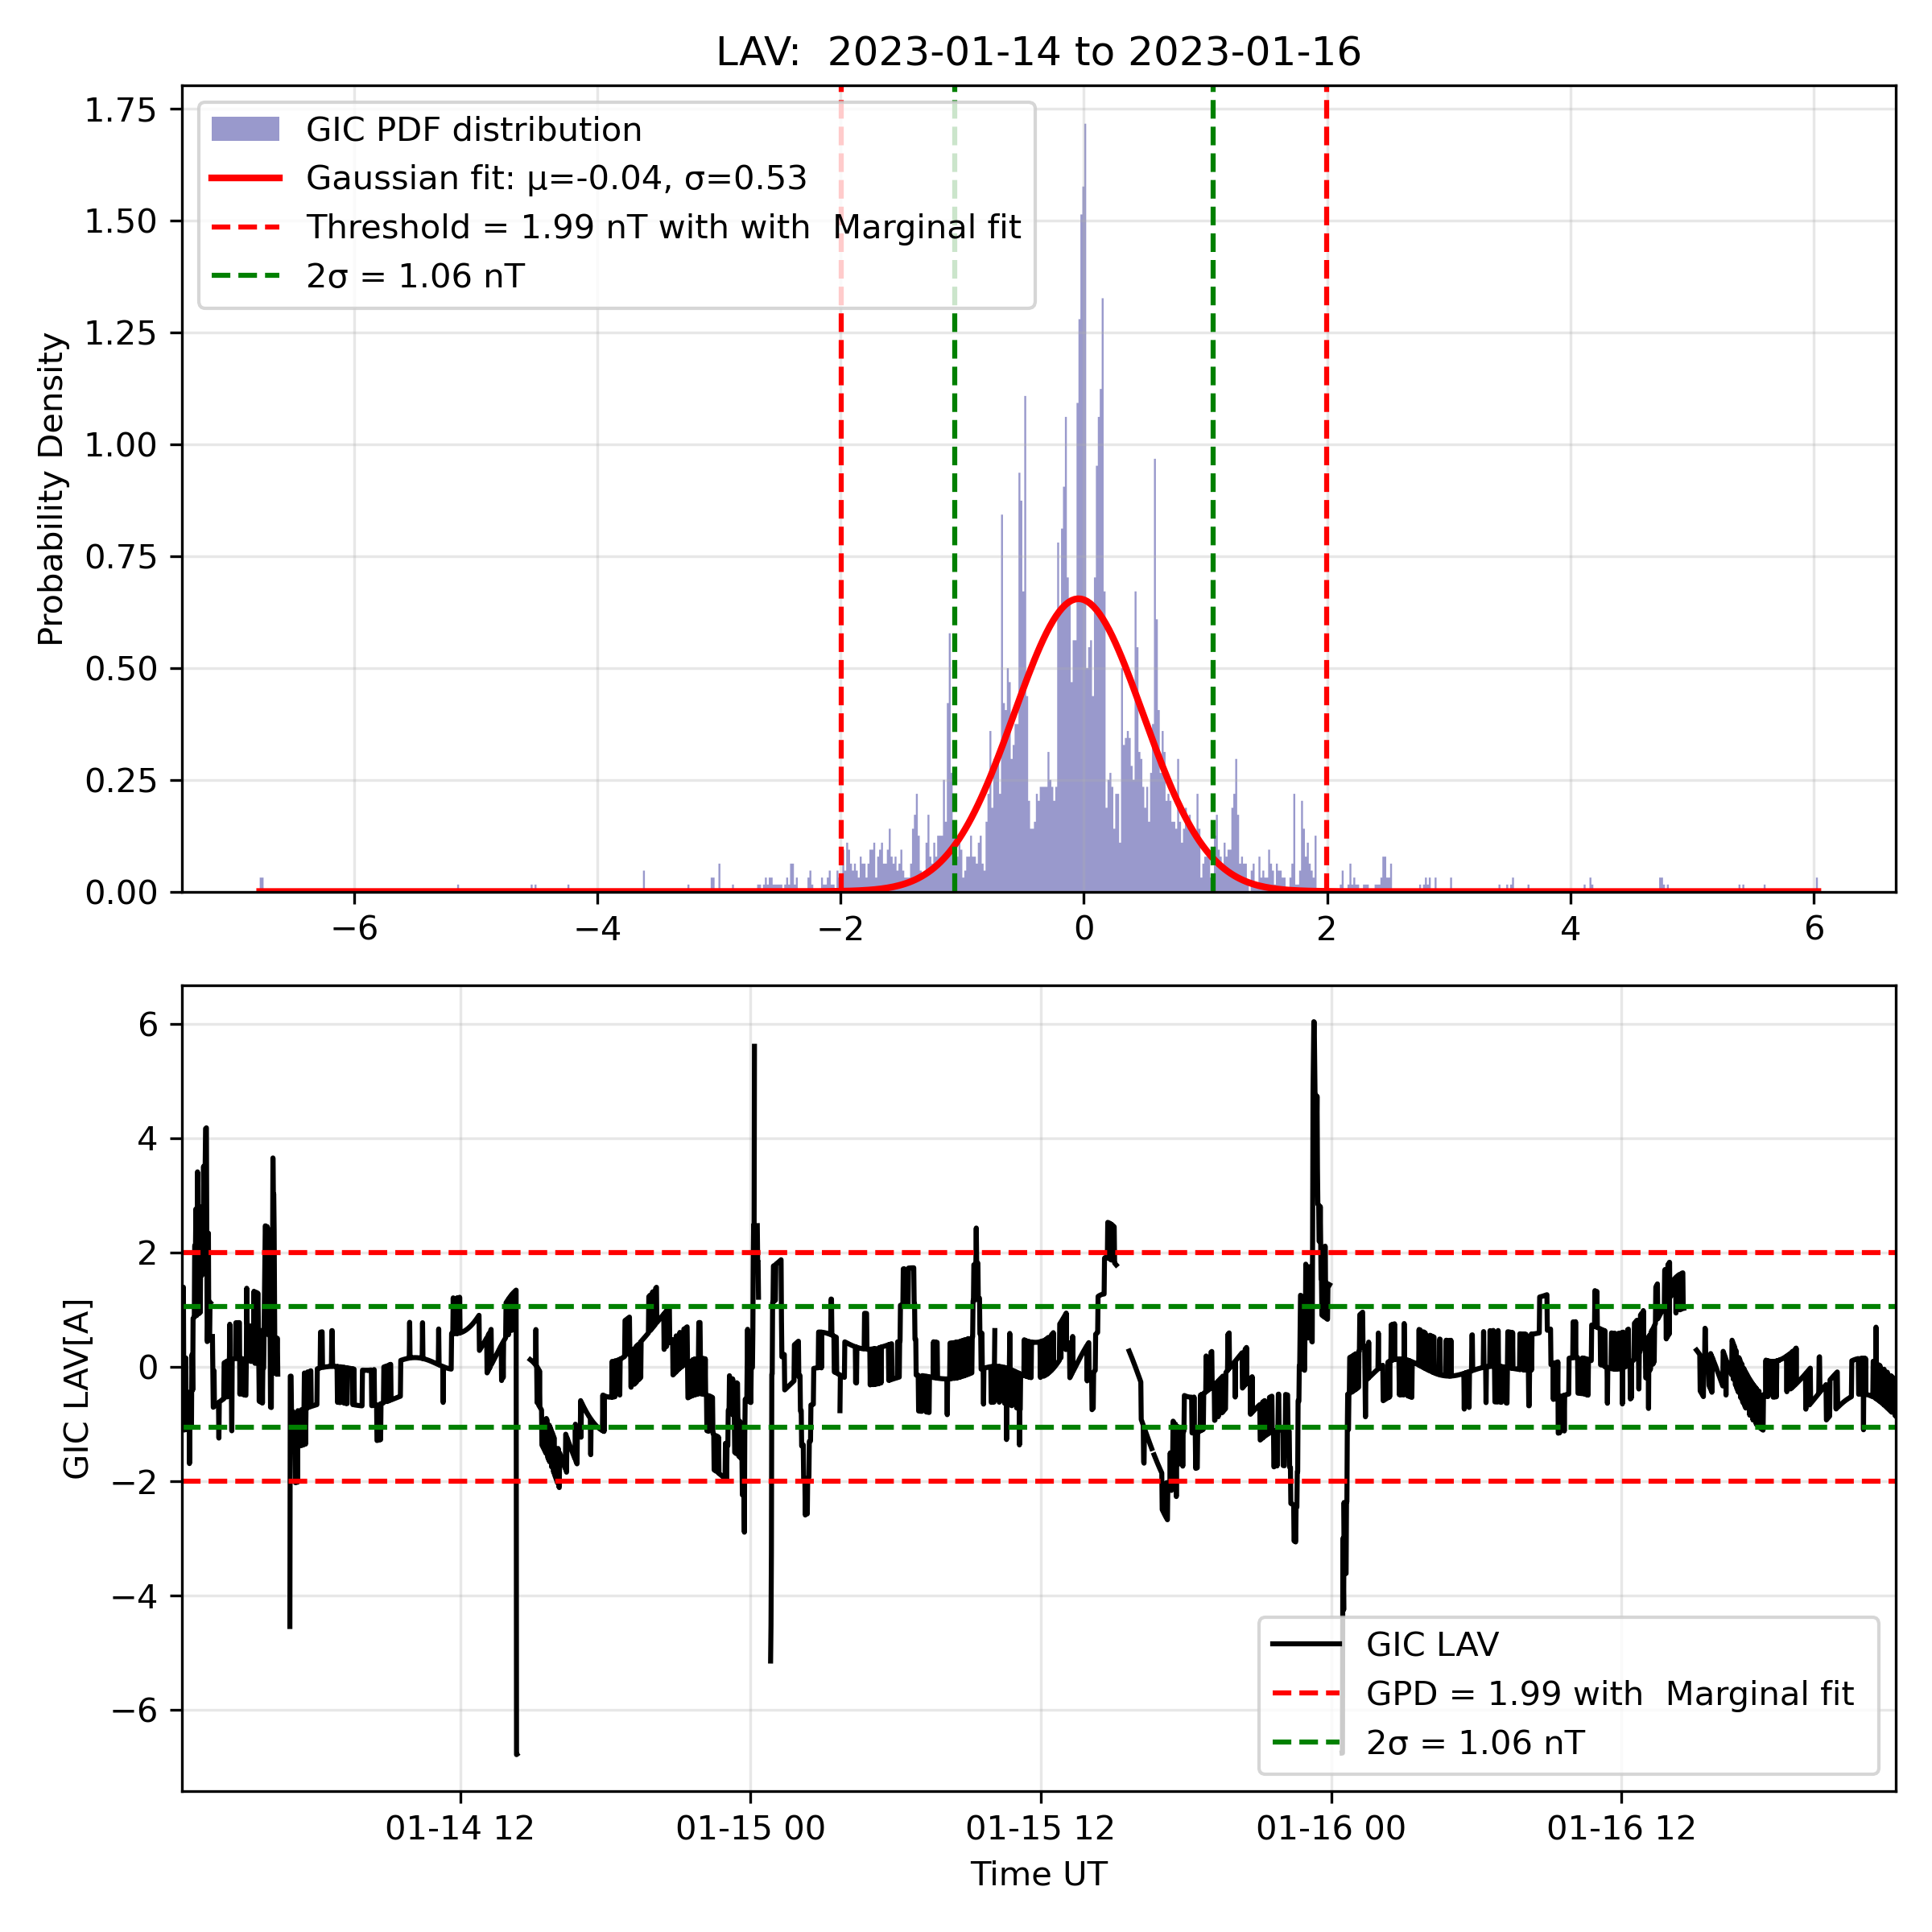 LAV:  2023-01-14 to 2023-01-16
1.75
1.50
1.25
1.00
0.75
0.50
0.25
0.00
Probability Density
GIC PDF distribution
Gaussian fit: μ=-0.04, σ=0.53
Threshold = 1.99 nT with with  Marginal fit
2σ = 1.06 nT
−6
−4
−2
0
2
4
6
6
4
2
0
−2
−4
−6
GIC LAV[A]
GIC LAV
GPD = 1.99 with  Marginal fit
2σ = 1.06 nT
01-14 12
01-15 00
01-15 12
01-16 00
01-16 12
Time UT